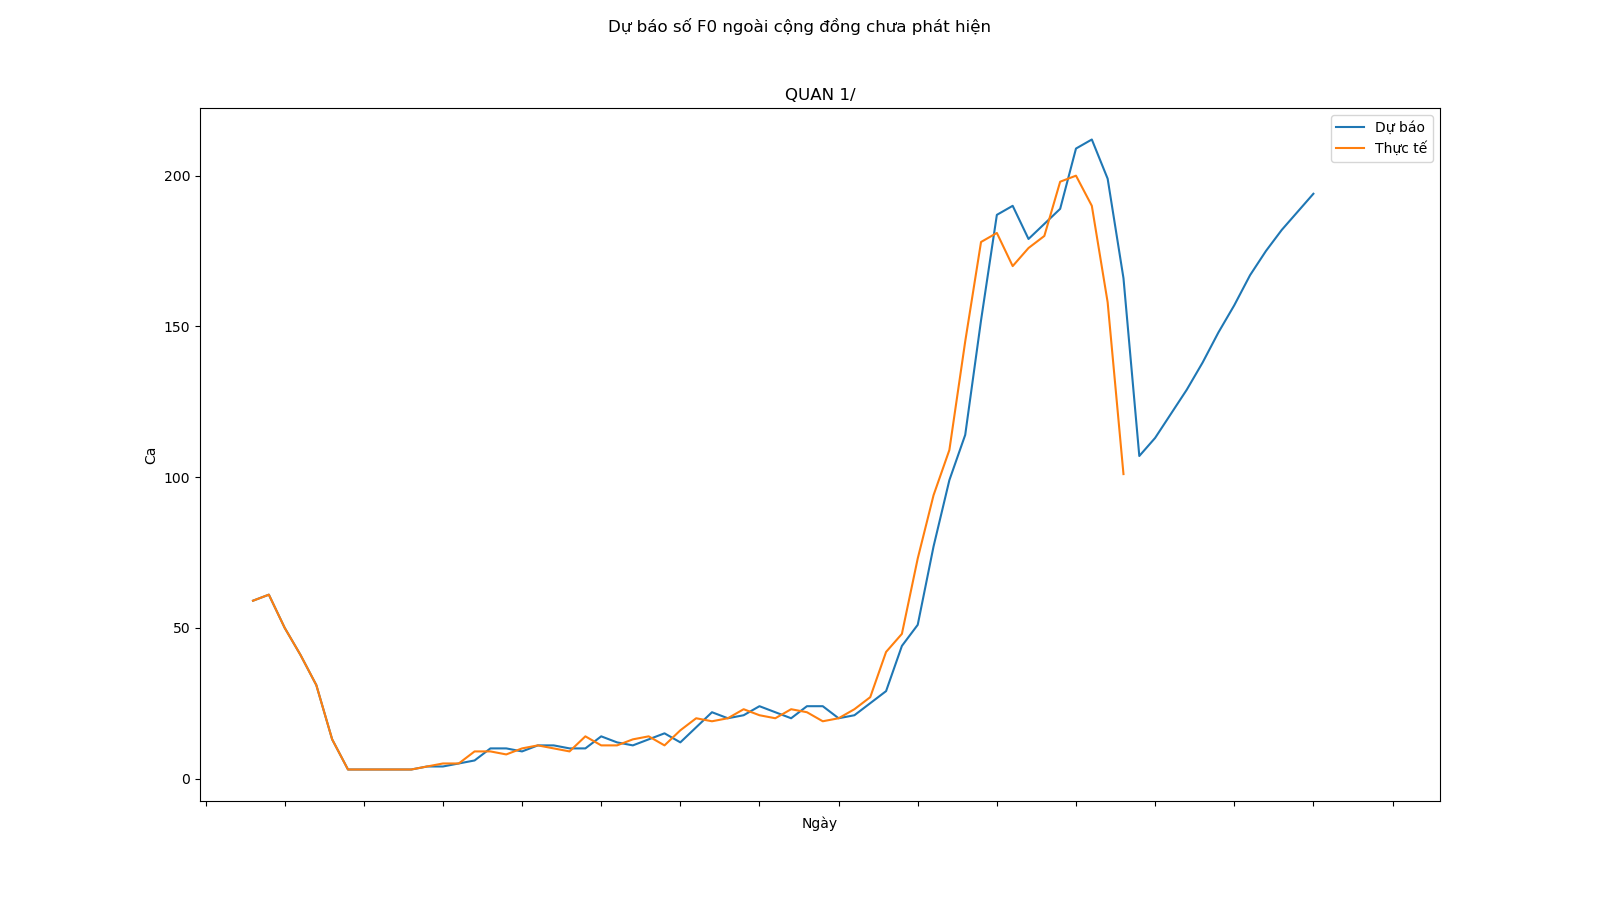 Dự báo số F0 ngoài cộng đồng chưa phát hiện
QUAN 1/
Dự báo
Thực tế
200
150
100
50
0
Ca
Ngày